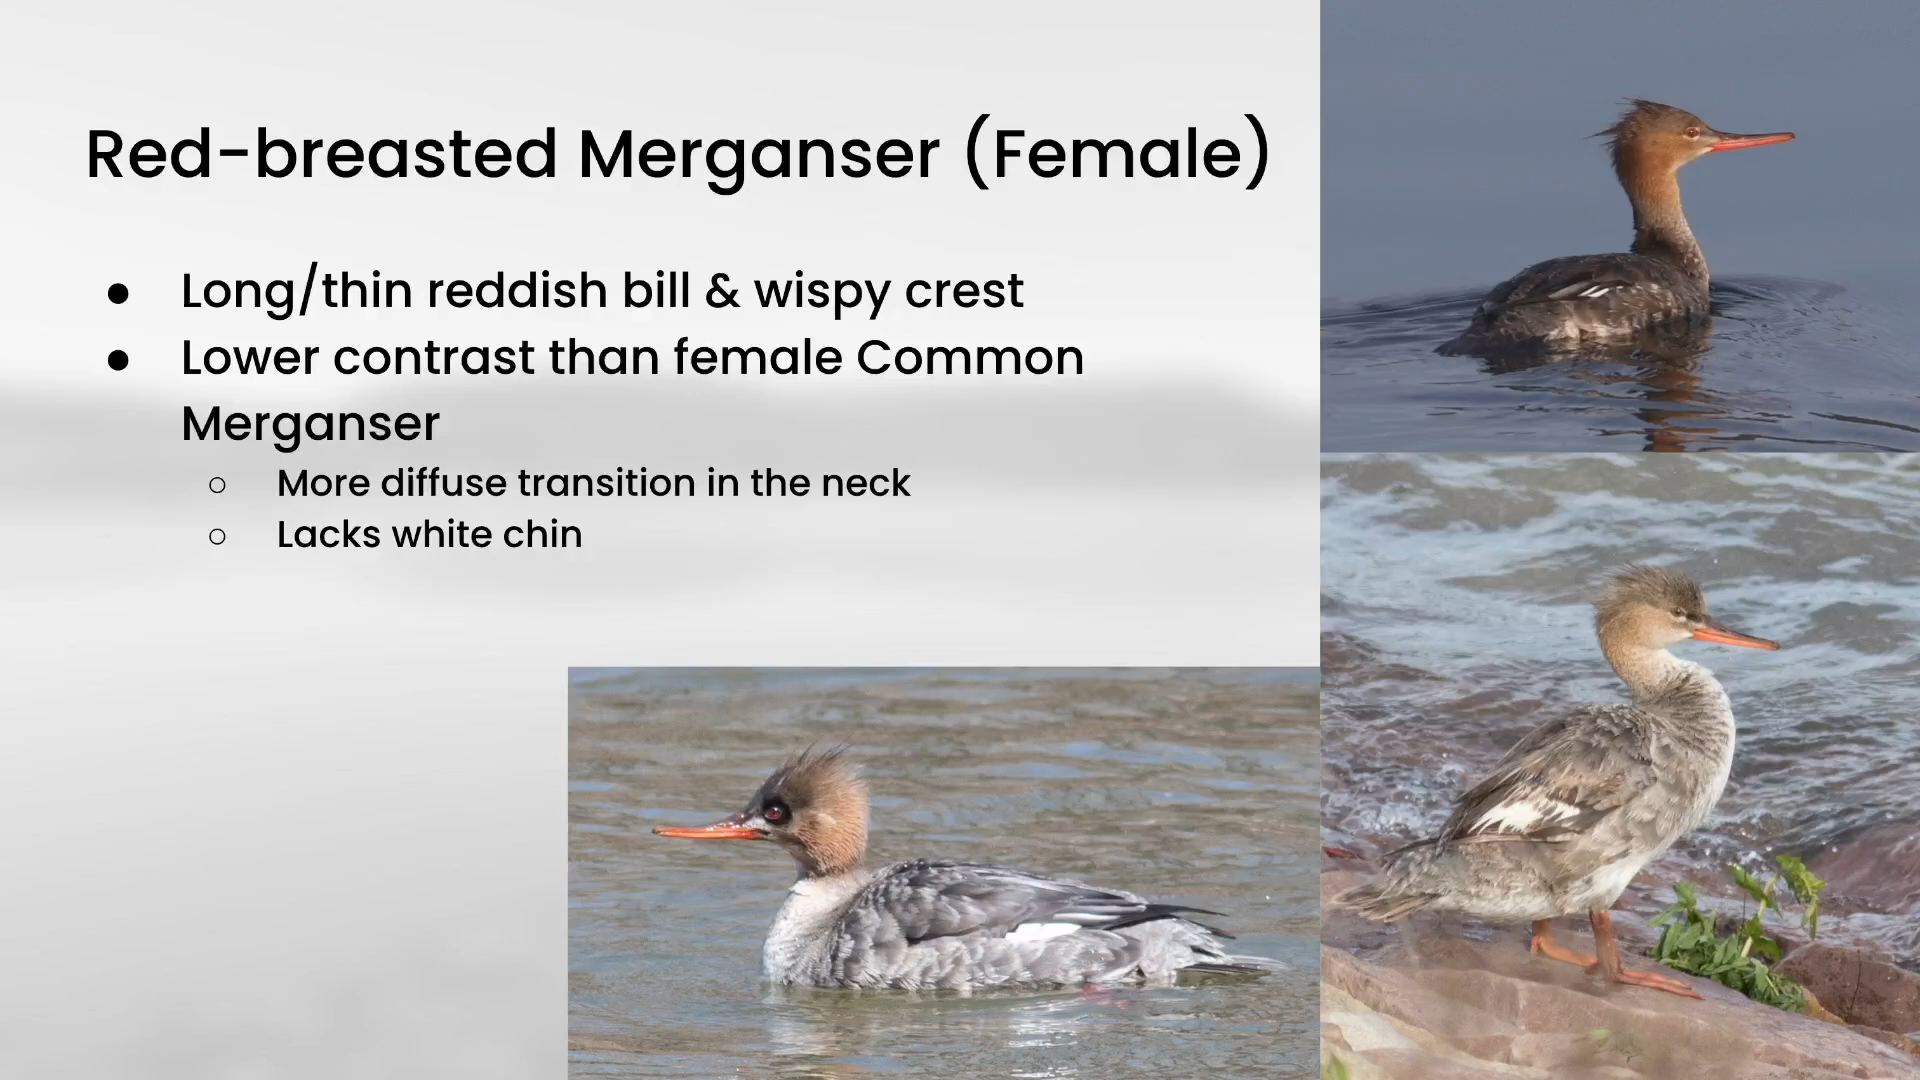 Red-breasted Merganser (Female)
● Long/thin reddish bill & wispy crest
● Lower contrast than female Common
Merganser
○ More diffuse transition in the neck
○ Lacks white chin